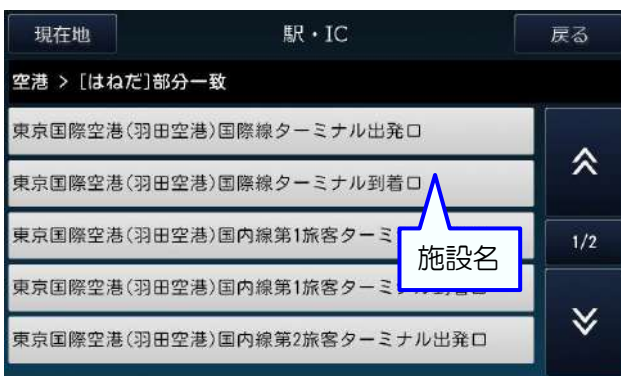 現在地
駅・IC
戻る
空港 > [はねだ]部分一致
東京国際空港(羽田空港)国際線ターミナル出発口
東京国際空港(羽田空港)国際線ターミナル到着口
東京国際空港(羽田空港)国内線第1旅客ターミ
1/2
施設名
東京国際空港(羽田空港)国内線第1旅客ターミ
東京国際空港(羽田空港)国内線第2旅客ターミナル出発口